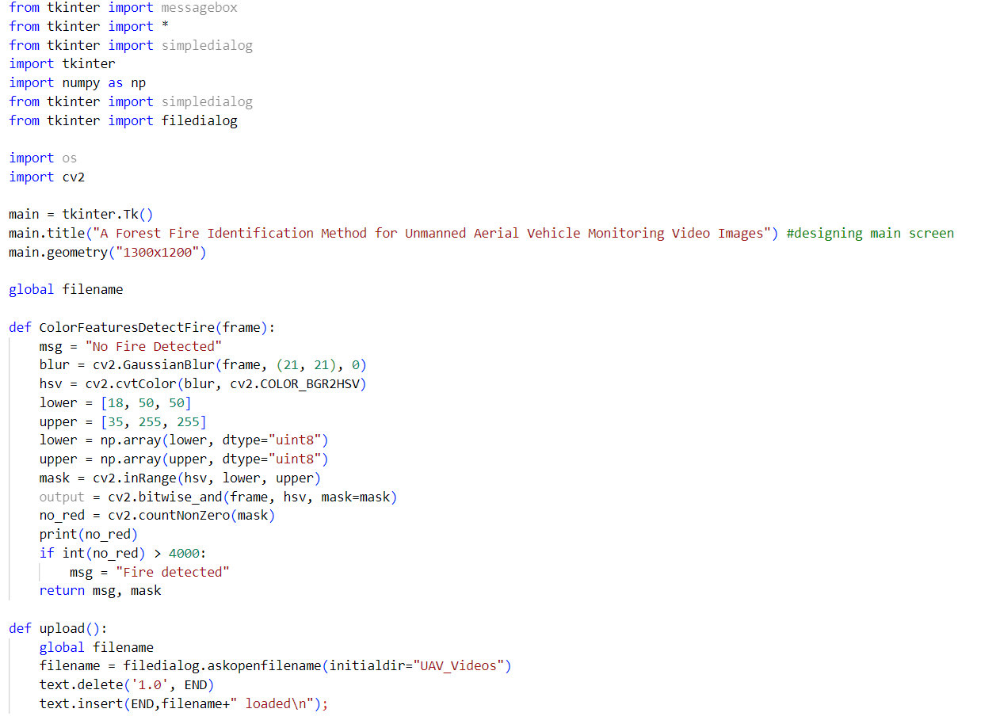 from tkinter import messagebox
from tkinter import *
from tkinter import simpledialog
import tkinter
import numpy as np
from tkinter import simpledialog
from tkinter import filedialog
import os
import cv2
main = tkinter.Tk()
main.title("A Forest Fire Identification Method for Unmanned Aerial Vehicle Monitoring Video Images") #designing main screen
main.geometry("1300x1200")
global filename
def ColorFeaturesDetectFire(frame):
    msg = "No Fire Detected"
    blur = cv2.GaussianBlur(frame, (21, 21), 0)
    hsv = cv2.cvtColor(blur, cv2.COLOR_BGR2HSV)
    lower = [18, 50, 50]
    upper = [35, 255, 255]
    lower = np.array(lower, dtype="uint8")
    upper = np.array(upper, dtype="uint8")
    mask = cv2.inRange(hsv, lower, upper)
    output = cv2.bitwise_and(frame, hsv, mask=mask)
    no_red = cv2.countNonZero(mask)
    print(no_red)
    if int(no_red) > 4000:
        msg = "Fire detected"
    return msg, mask
def upload():
    global filename
    filename = filedialog.askopenfilename(initialdir="UAV_Videos")
    text.delete('1.0', END)
    text.insert(END,filename+" loaded\n");